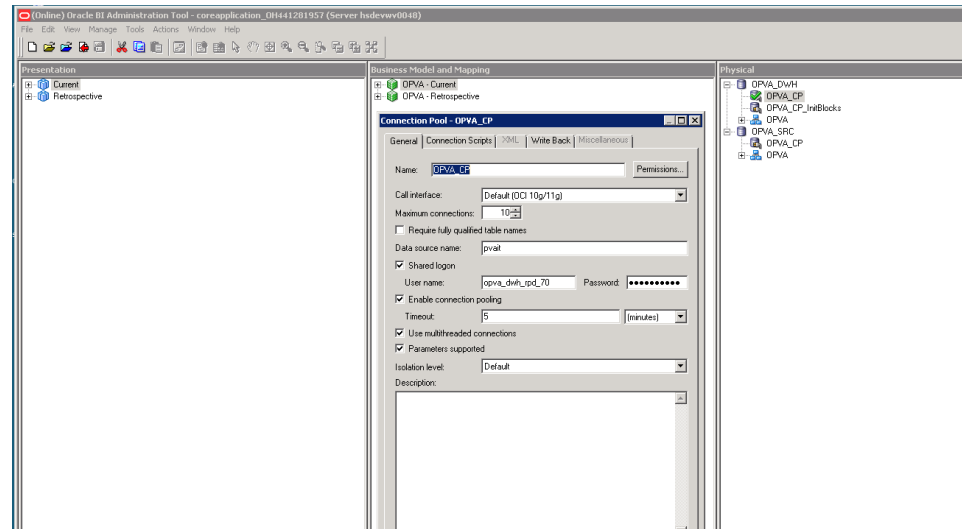 (Online) Oracle BI Administration Tool - coreapplication_OH441281957 (Server hsdevwv0048)
File Edit View Manage Tools Actions Window Help
Presentation
Current
Retrospective
Business Model and Mapping
OPVA - Current
OPVA - Retrospective
Physical
OPVA_DWH
OPVA_CP
OPVA_CP_InitBlocks
OPVA
OPVA_SRC
OPVA_CP
OPVA
Connection Pool - OPVA_CP
General Connection Scripts XML Write Back Miscellaneous
Name: OPVA_CP Permissions...
Call interface: Default (OCI 10g/11g)
Maximum connections: 10
Require fully qualified table names
Data source name: pvait
Shared logon
User name: opva_dwh_rpd_70 Password: ●●●●●●●●●●
Enable connection pooling
Timeout: 5 (minutes)
Use multithreaded connections
Parameters supported
Isolation level: Default
Description: